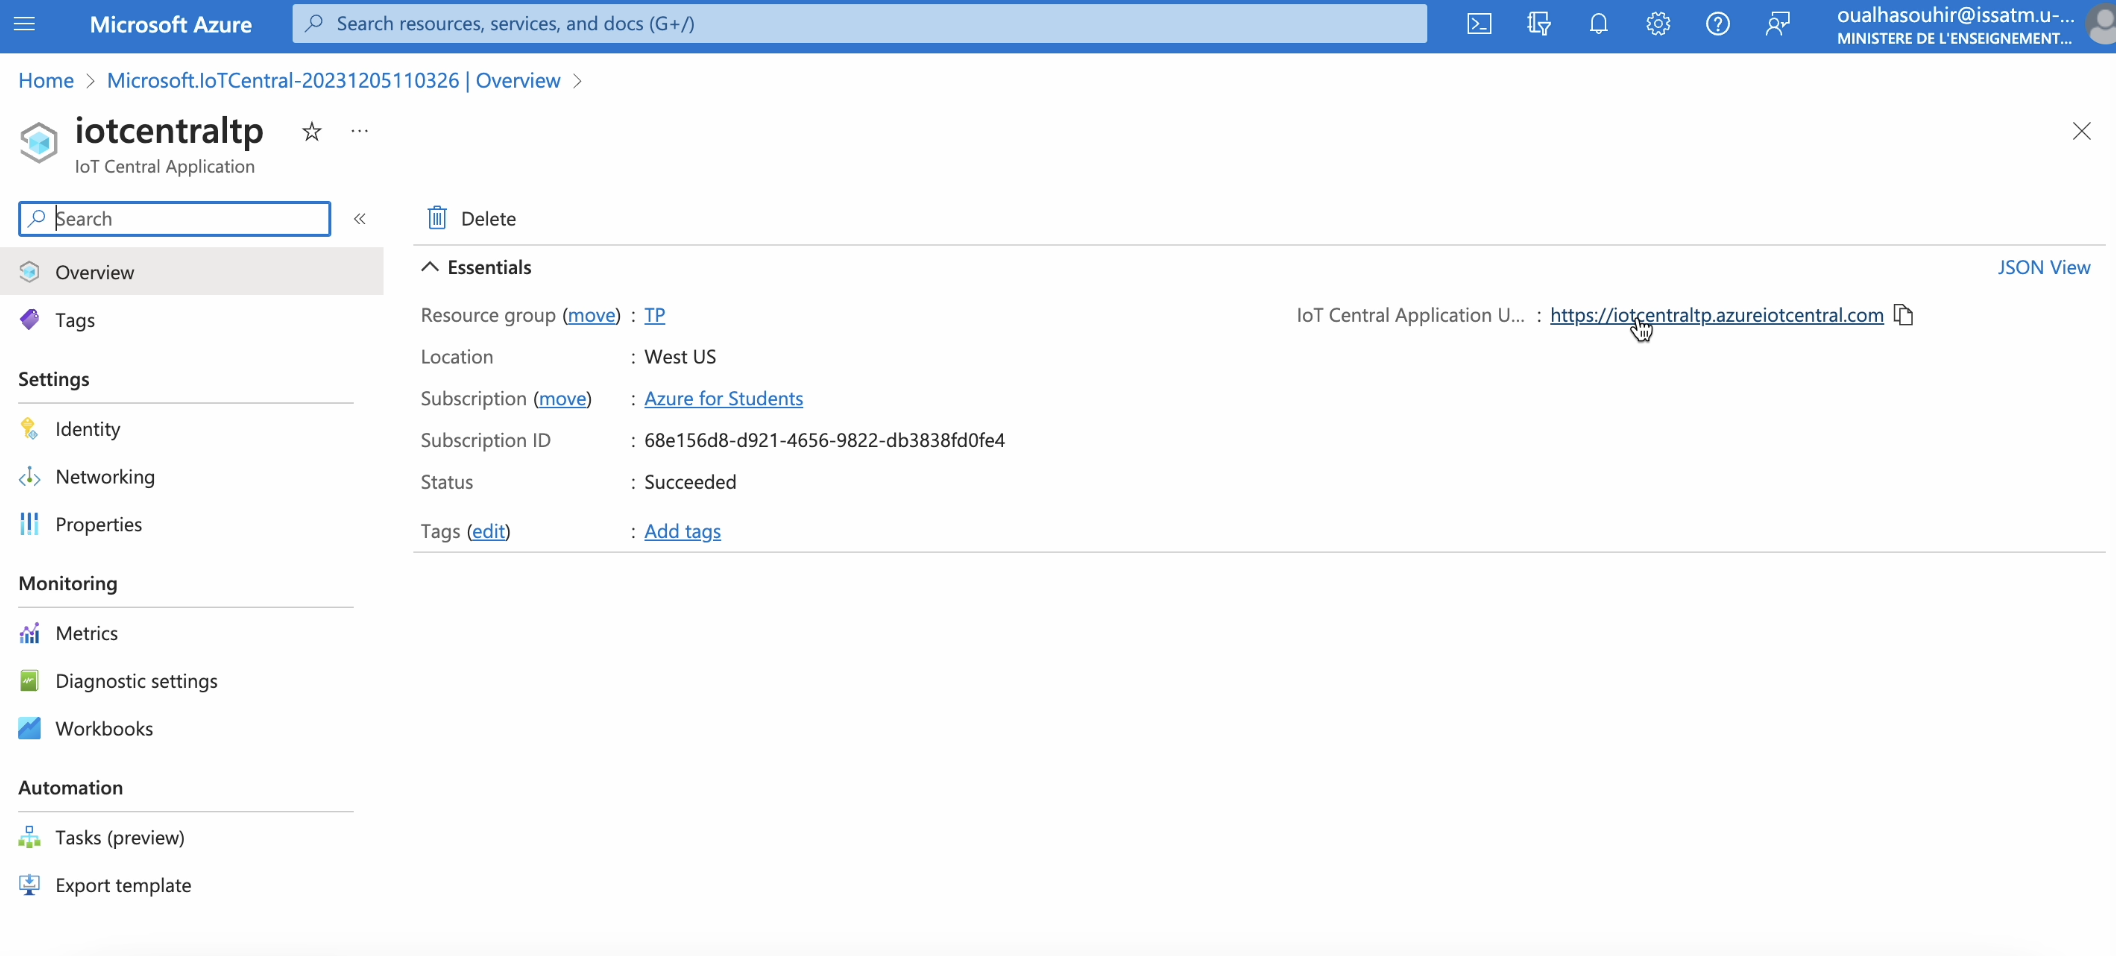 Microsoft Azure
Search resources, services, and docs (G+/)
oualhasouhir@issatm.u-...
MINISTERE DE L'ENSEIGNEMENT...
Home > Microsoft.IoTCentral-20231205110326 | Overview >
iotcentraltp
IoT Central Application
Search
Delete
Overview
Tags
Settings
Identity
Networking
Properties
Monitoring
Metrics
Diagnostic settings
Workbooks
Automation
Tasks (preview)
Export template
Essentials
JSON View
Resource group (move) : TP
IoT Central Application U... : https://iotcentraltp.azureiotcentral.com
Location : West US
Subscription (move) : Azure for Students
Subscription ID : 68e156d8-d921-4656-9822-db3838fd0fe4
Status : Succeeded
Tags (edit) : Add tags